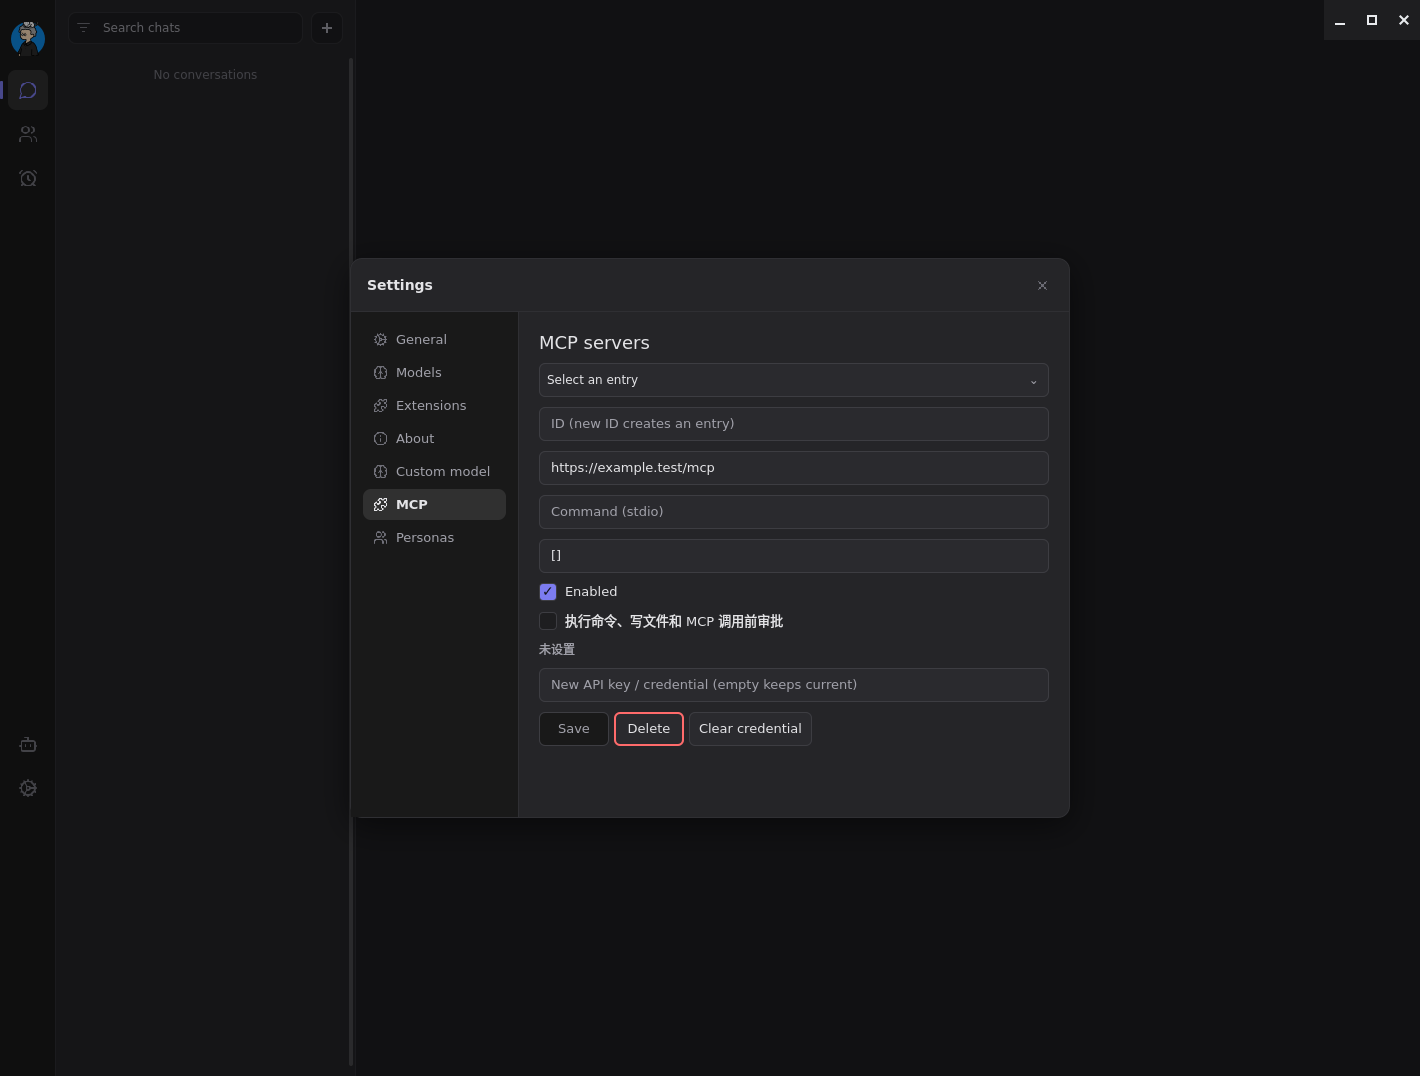 Search chats
No conversations
Settings
General
Models
Extensions
About
Custom model
MCP
Personas
MCP servers
Select an entry
ID (new ID creates an entry)
https://example.test/mcp
Command (stdio)
[]
Enabled
执行命令、写文件和 MCP 调用前审批
未设置
New API key / credential (empty keeps current)
Save Delete Clear credential